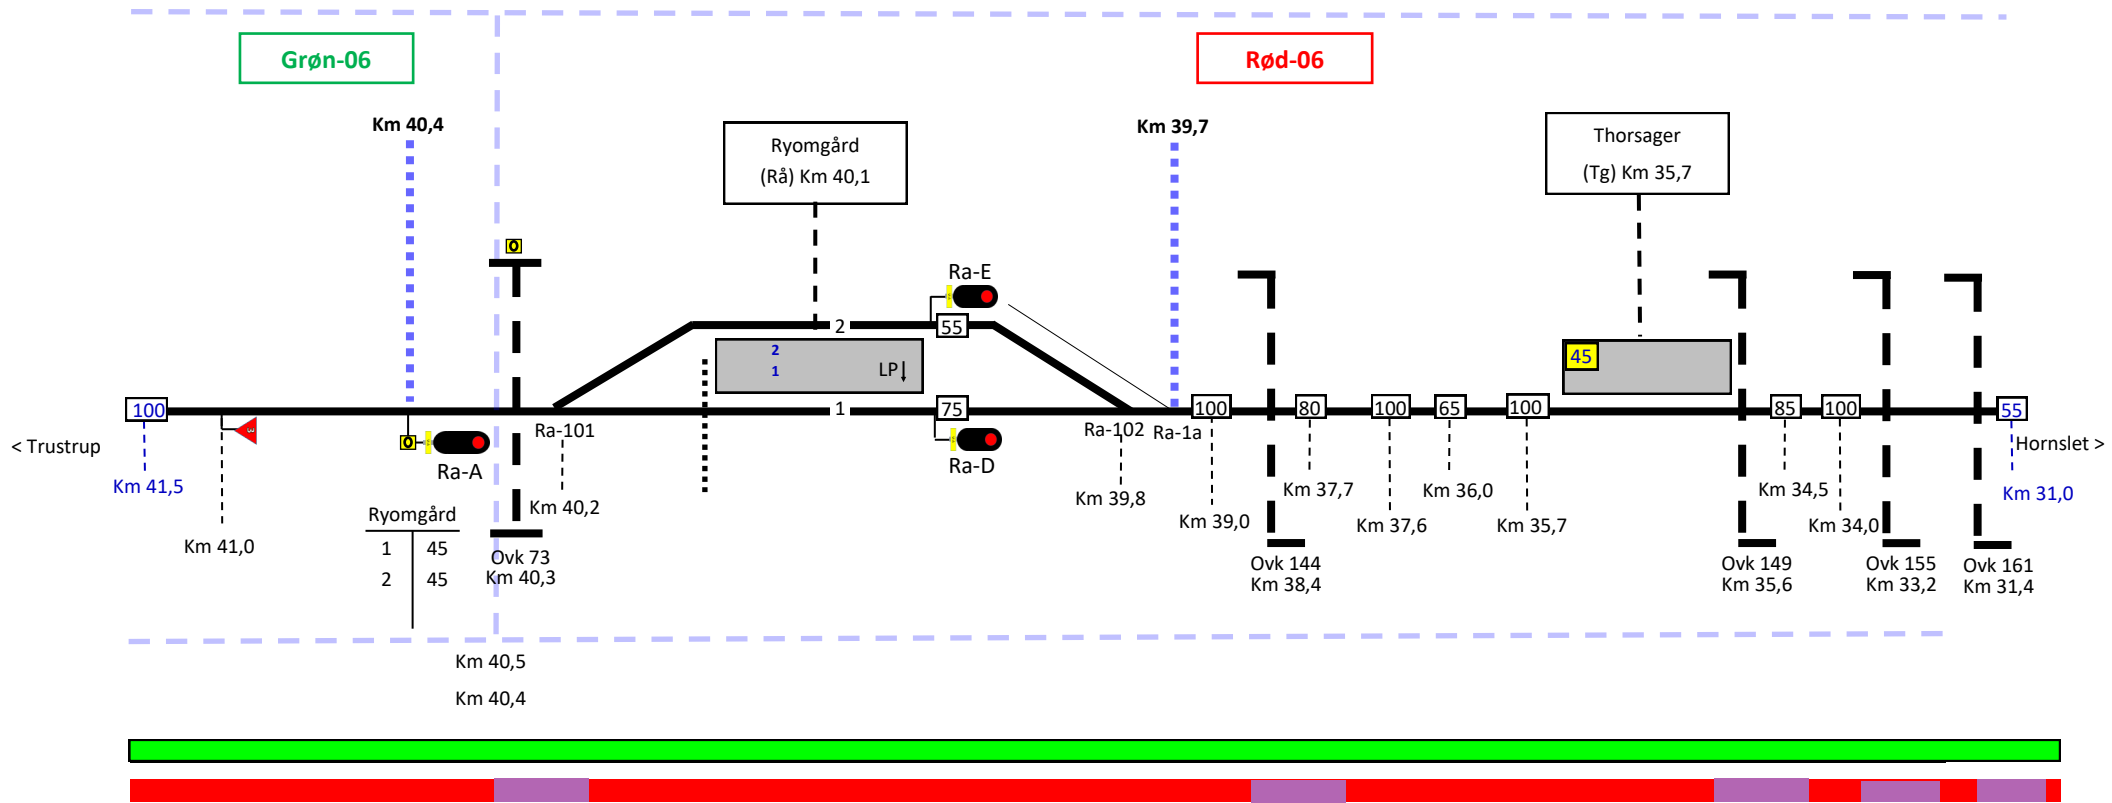 Grøn-06
Rød-06
Km 40,4
Km 39,7
Ryomgård
(Rå) Km 40,1
Thorsager
(Tg) Km 35,7
O
Ra-E
2
55
2
1
LP↓
45
100
1
75
100
80
100
65
100
85
100
55
3
O
Ra-A
Ra-101
Ra-D
Ra-102
Ra-1a
< Trustrup
Hornslet >
Km 41,5
Km 41,0
Km 40,2
Km 39,8
Km 39,0
Km 37,7
Km 37,6
Km 36,0
Km 35,7
Km 34,5
Km 34,0
Km 31,0
Ryomgård
1 45
2 45
Ovk 73
Km 40,3
Ovk 144
Km 38,4
Ovk 149
Km 35,6
Ovk 155
Km 33,2
Ovk 161
Km 31,4
Km 40,5
Km 40,4